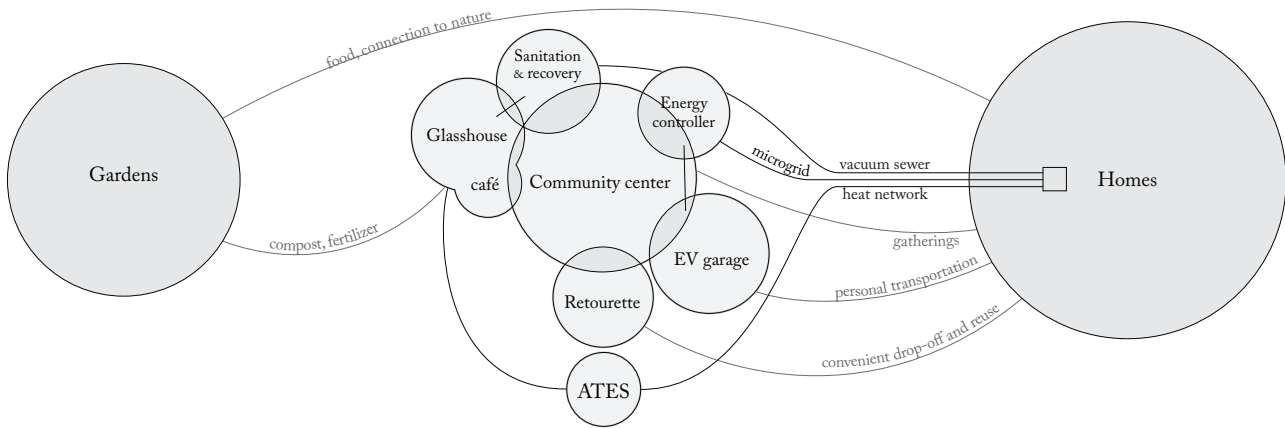 food, connection to nature
Sanitation
& recovery
Energy
controller
Glasshouse
café
Community center
Gardens
microgrid
vacuum sewer
heat network
Homes
compost, fertilizer
gatherings
EV garage
personal transportation
Retourette
convenient drop-off and reuse
ATES